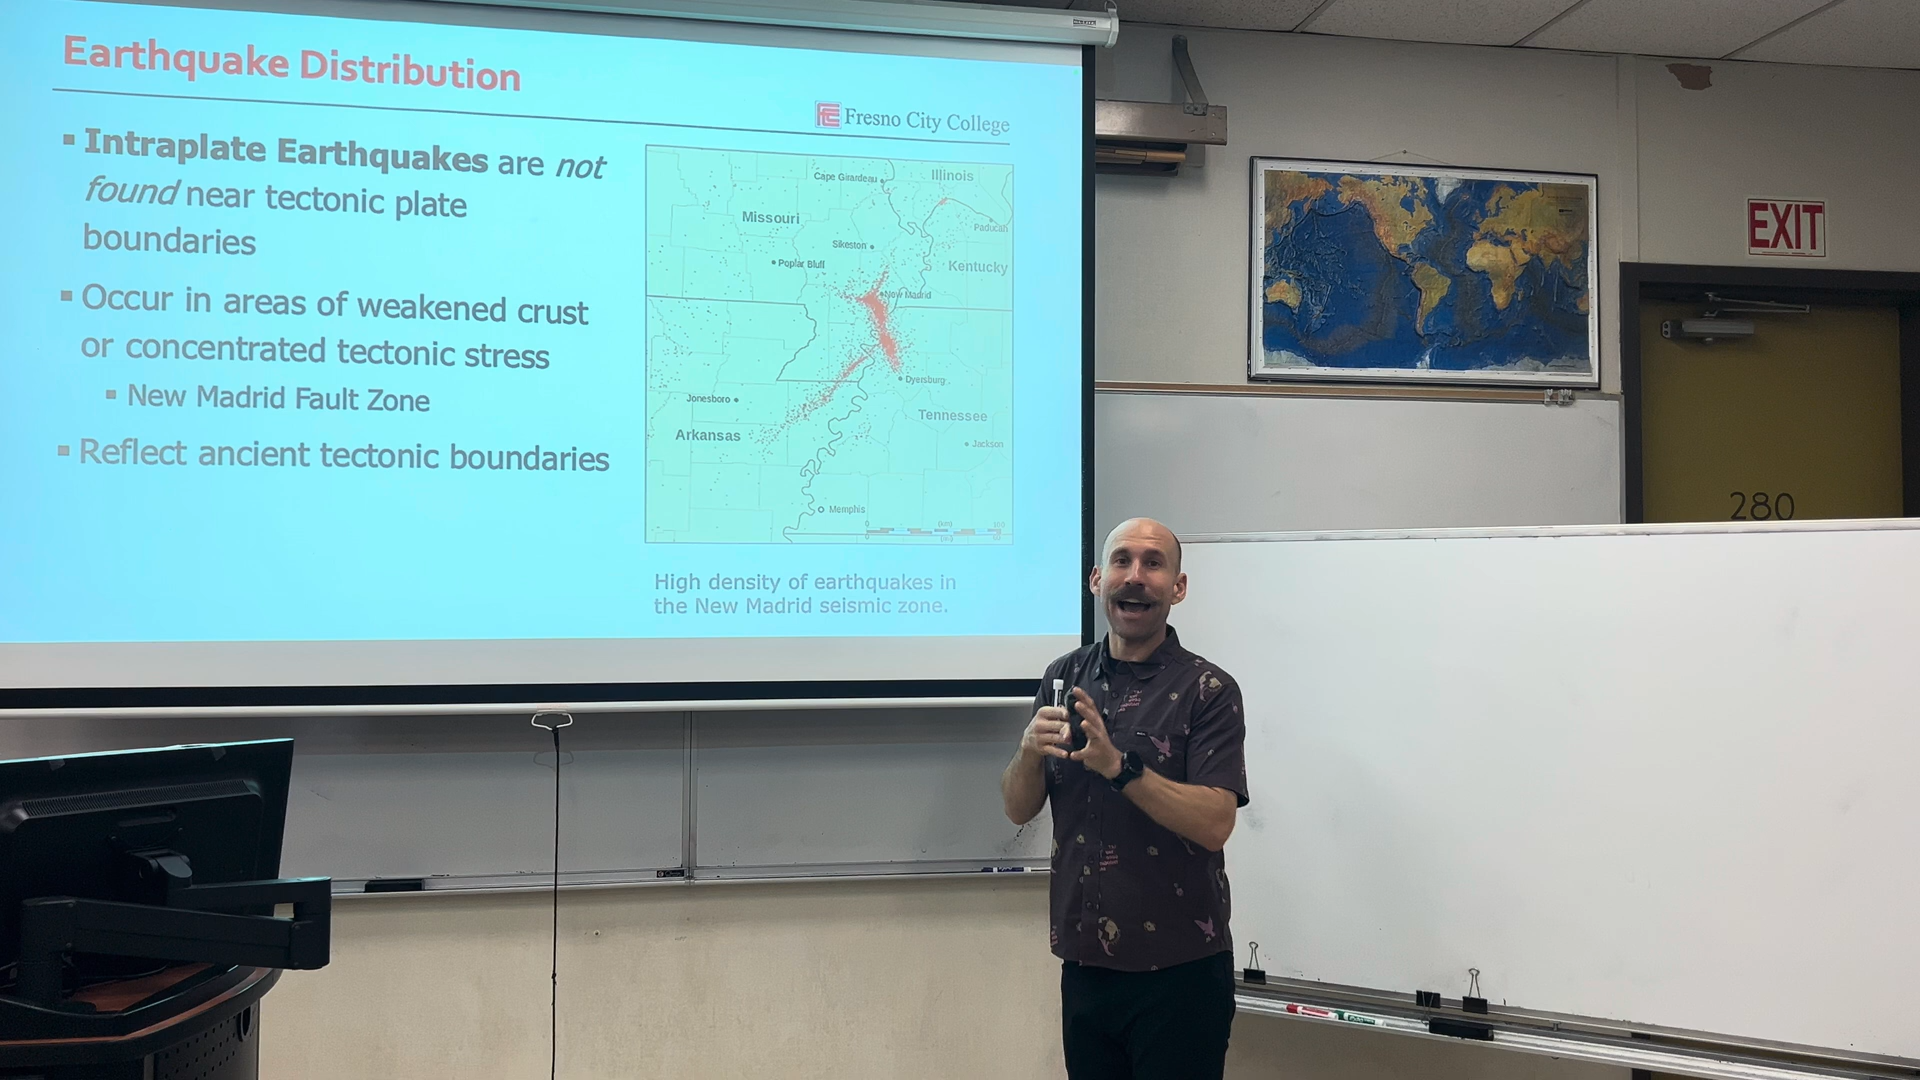 Earthquake Distribution
Fresno City College
▪ Intraplate Earthquakes are not
found near tectonic plate
boundaries
▪ Occur in areas of weakened crust
or concentrated tectonic stress
▪ New Madrid Fault Zone
▪ Reflect ancient tectonic boundaries
Cape Girardeau
Illinois
Missouri
Paducah
Sikeston
Poplar Bluff
Kentucky
New Madrid
Dyersburg
Jonesboro
Tennessee
Arkansas
Jackson
Memphis
High density of earthquakes in
the New Madrid seismic zone.
EXIT
280